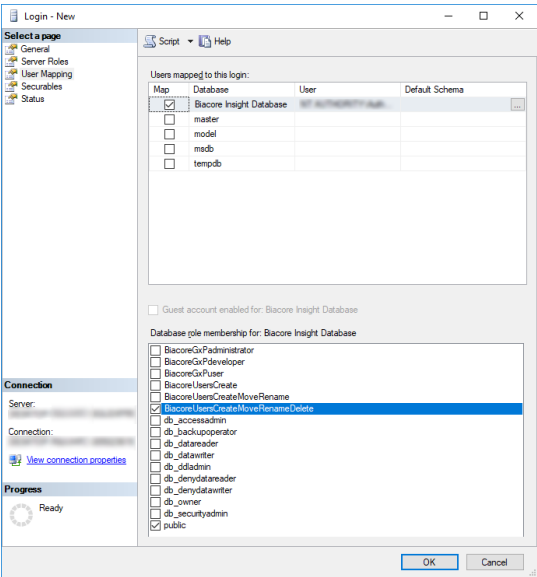 Login - New
Select a page
General
Server Roles
User Mapping
Securables
Status
Script Help
Users mapped to this login:
Map Database User Default Schema
Biacore Insight Database ...
master
model
msdb
tempdb
Guest account enabled for: Biacore Insight Database
Database role membership for: Biacore Insight Database
BiacoreGxPadministrator
BiacoreGxPdeveloper
BiacoreGxPuser
BiacoreUsersCreate
BiacoreUsersCreateMoveRename
BiacoreUsersCreateMoveRenameDelete
db_accessadmin
db_backupoperator
db_datareader
db_datawriter
db_ddladmin
db_denydatareader
db_denydatawriter
db_owner
db_securityadmin
public
Connection
Server:
Connection:
View connection properties
Progress
Ready
OK Cancel